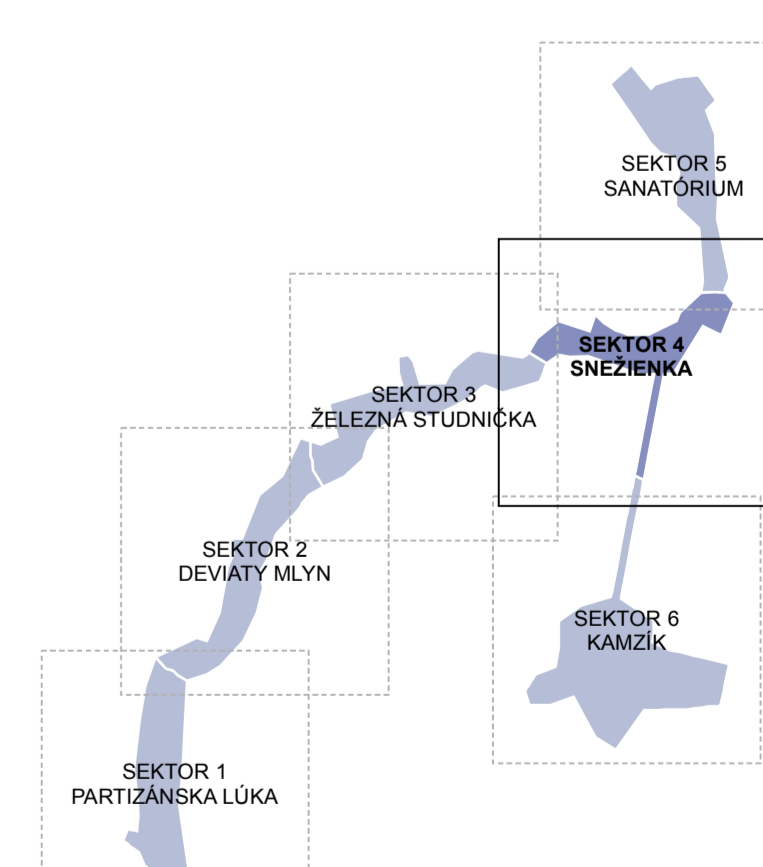 SEKTOR 5
SANATÓRIUM
SEKTOR 4
SNEŽIENKA
SEKTOR 3
ŽELEZNÁ STUDNIČKA
SEKTOR 2
DEVIATY MLYN
SEKTOR 6
KAMZÍK
SEKTOR 1
PARTIZÁNSKA LÚKA